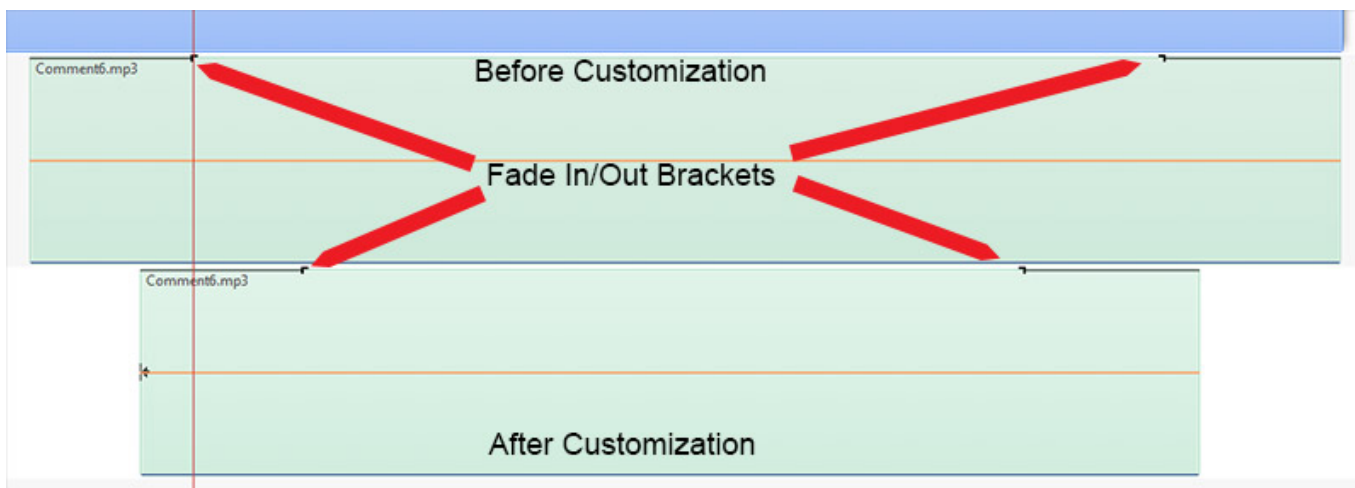 Comment6.mp3
Before Customization
Fade In/Out Brackets
Comment6.mp3
After Customization